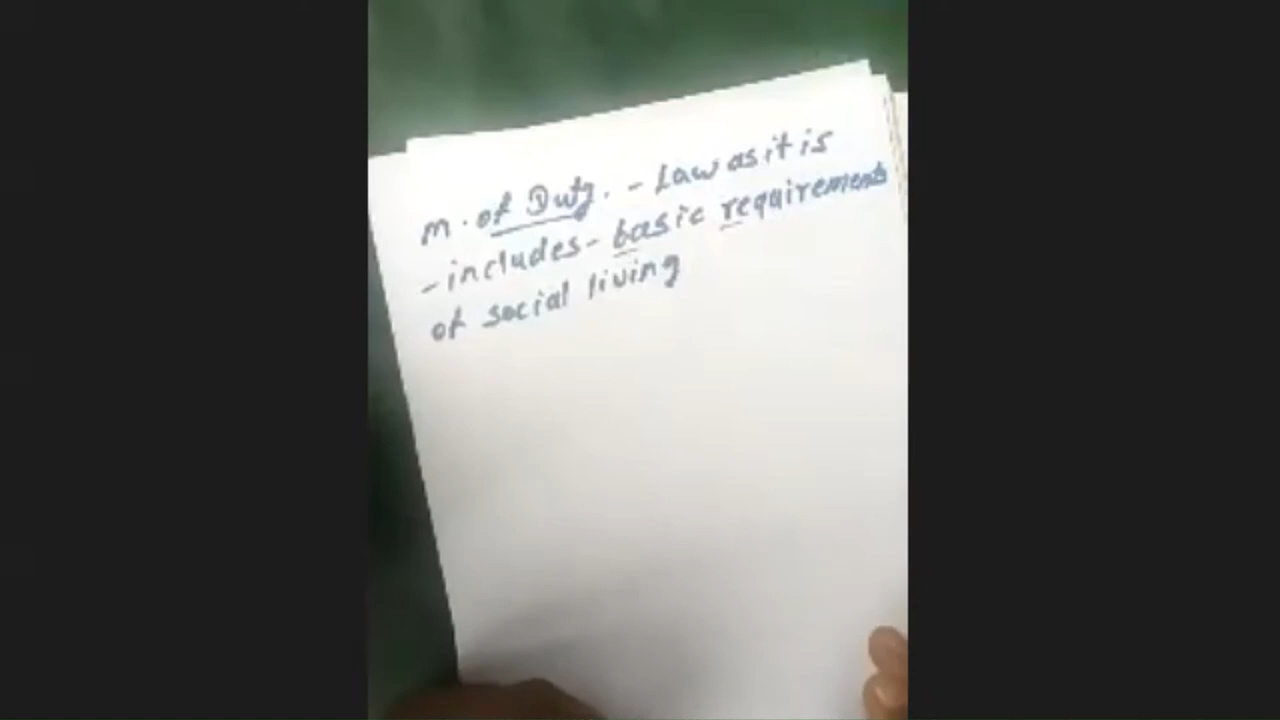 m. of Duty. - Law as it is
- includes - basic requirements
of social living